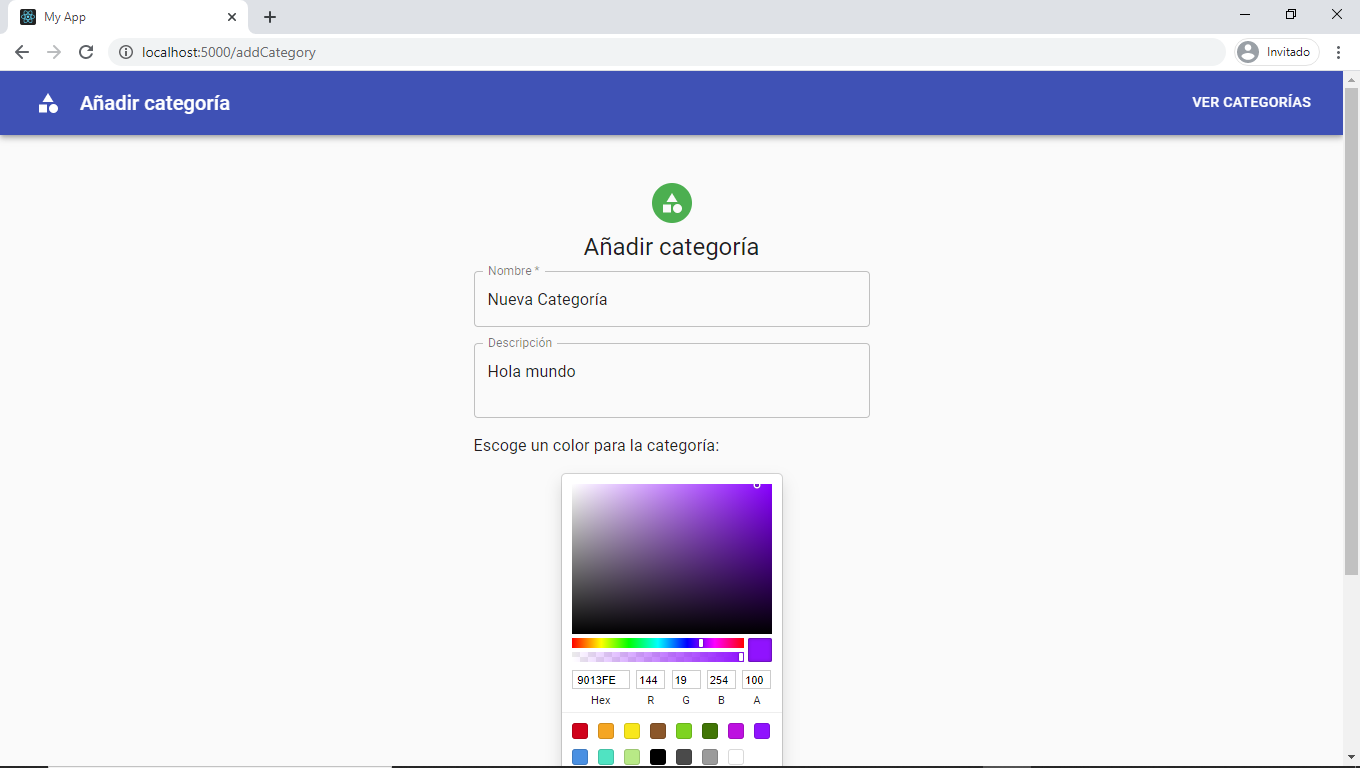 My App
localhost:5000/addCategory
Invitado
Añadir categoría
VER CATEGORÍAS
Añadir categoría
Nombre *
Nueva Categoría
Descripción
Hola mundo
Escoge un color para la categoría:
9013FE 144 19 254 100
Hex R G B A